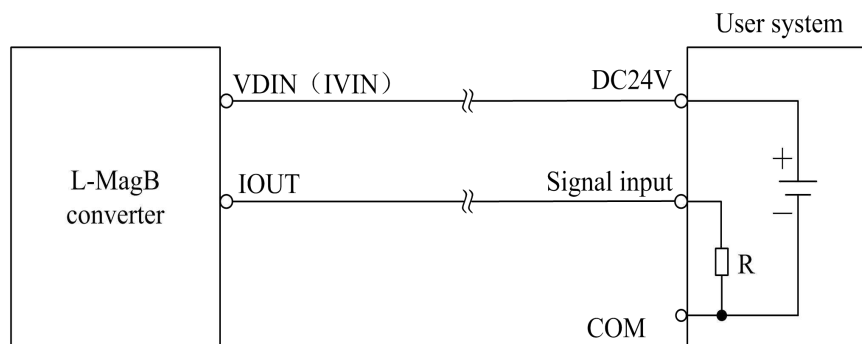 User system
VDIN（IVIN）
DC24V
+
L-MagB
converter
IOUT
Signal input
−
R
COM